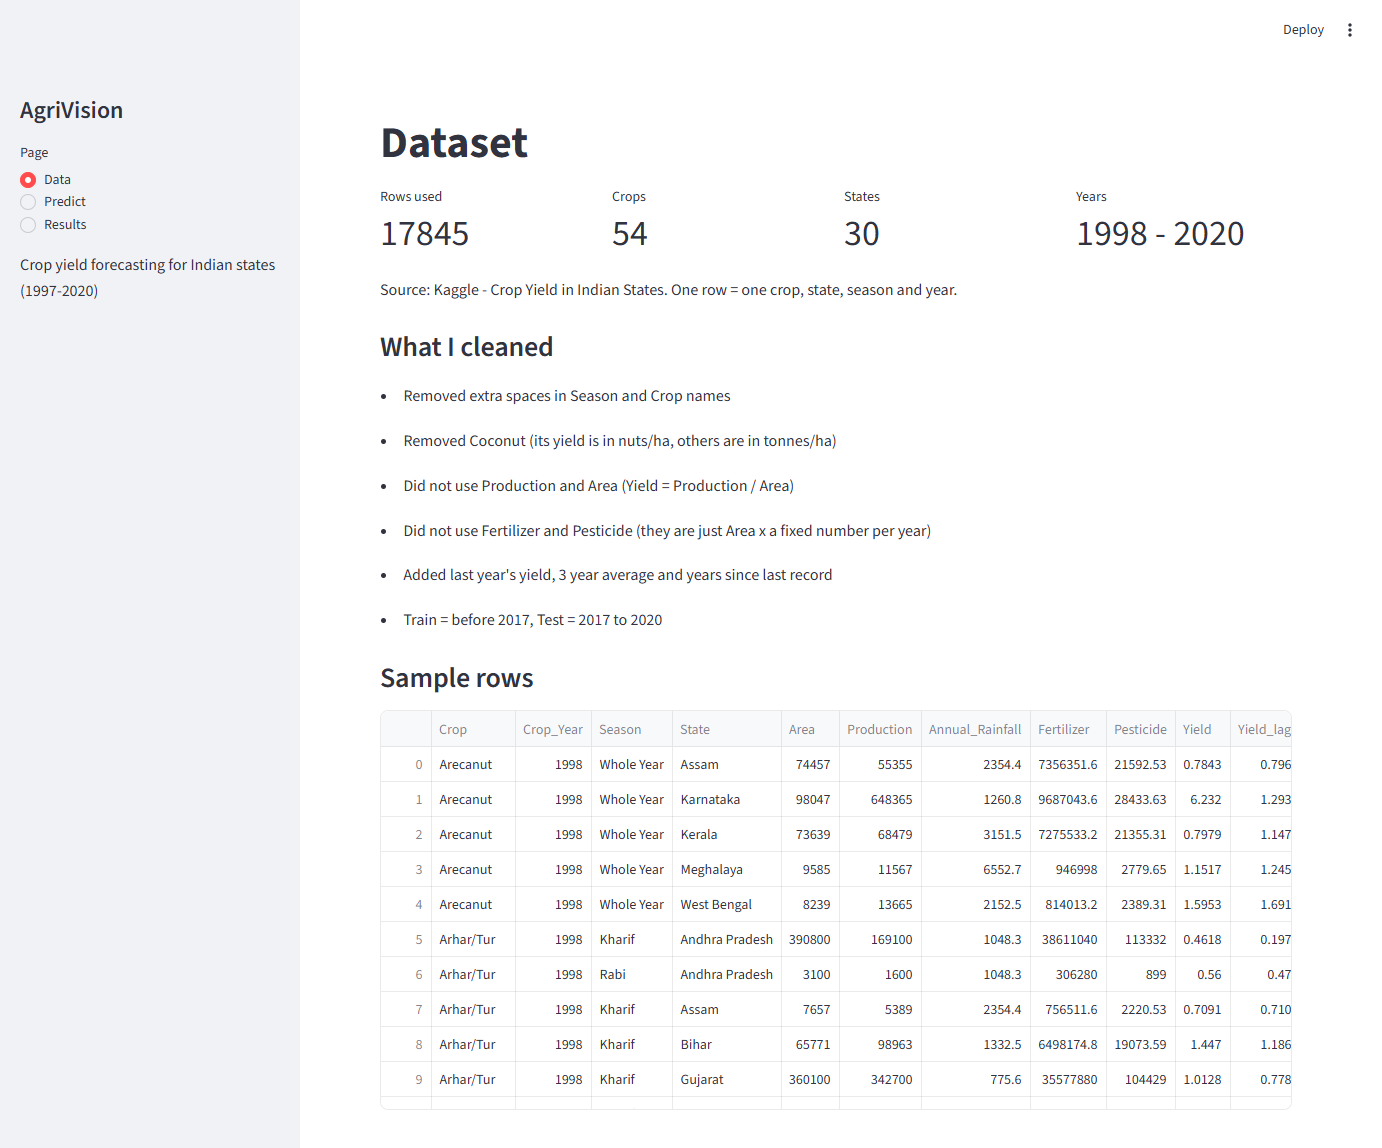 Deploy
AgriVision
Page
Data
Predict
Results
Crop yield forecasting for Indian states
(1997-2020)
Dataset
Rows used Crops States Years
17845 54 30 1998 - 2020
Source: Kaggle - Crop Yield in Indian States. One row = one crop, state, season and year.
What I cleaned
• Removed extra spaces in Season and Crop names
• Removed Coconut (its yield is in nuts/ha, others are in tonnes/ha)
• Did not use Production and Area (Yield = Production / Area)
• Did not use Fertilizer and Pesticide (they are just Area x a fixed number per year)
• Added last year's yield, 3 year average and years since last record
• Train = before 2017, Test = 2017 to 2020
Sample rows
Crop Crop_Year Season State Area Production Annual_Rainfall Fertilizer Pesticide Yield Yield_lag
0 Arecanut 1998 Whole Year Assam 74457 55355 2354.4 7356351.6 21592.53 0.7843 0.796
1 Arecanut 1998 Whole Year Karnataka 98047 648365 1260.8 9687043.6 28433.63 6.232 1.293
2 Arecanut 1998 Whole Year Kerala 73639 68479 3151.5 7275533.2 21355.31 0.7979 1.147
3 Arecanut 1998 Whole Year Meghalaya 9585 11567 6552.7 946998 2779.65 1.1517 1.245
4 Arecanut 1998 Whole Year West Bengal 8239 13665 2152.5 814013.2 2389.31 1.5953 1.691
5 Arhar/Tur 1998 Kharif Andhra Pradesh 390800 169100 1048.3 38611040 113332 0.4618 0.197
6 Arhar/Tur 1998 Rabi Andhra Pradesh 3100 1600 1048.3 306280 899 0.56 0.47
7 Arhar/Tur 1998 Kharif Assam 7657 5389 2354.4 756511.6 2220.53 0.7091 0.710
8 Arhar/Tur 1998 Kharif Bihar 65771 98963 1332.5 6498174.8 19073.59 1.447 1.186
9 Arhar/Tur 1998 Kharif Gujarat 360100 342700 775.6 35577880 104429 1.0128 0.778